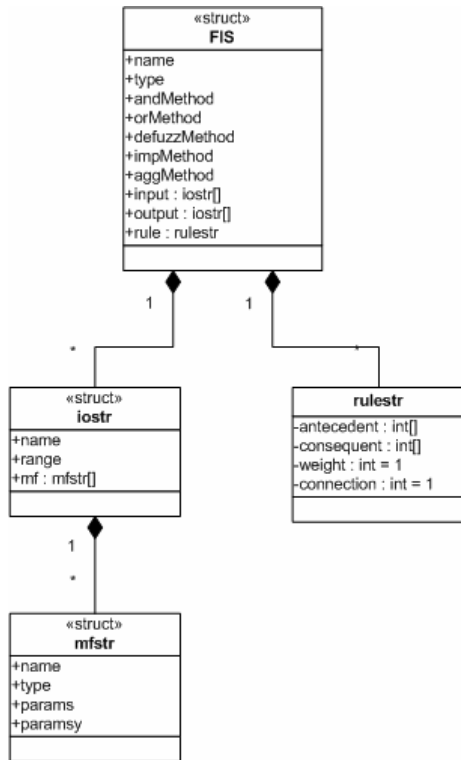 «struct»
FIS
+name
+type
+andMethod
+orMethod
+defuzzMethod
+impMethod
+aggMethod
+input : iostr[]
+output : iostr[]
+rule : rulestr
1
1
*
*
«struct»
iostr
+name
+range
+mf : mfstr[]
rulestr
-antecedent : int[]
-consequent : int[]
-weight : int = 1
-connection : int = 1
1
*
«struct»
mfstr
+name
+type
+params
+paramsy